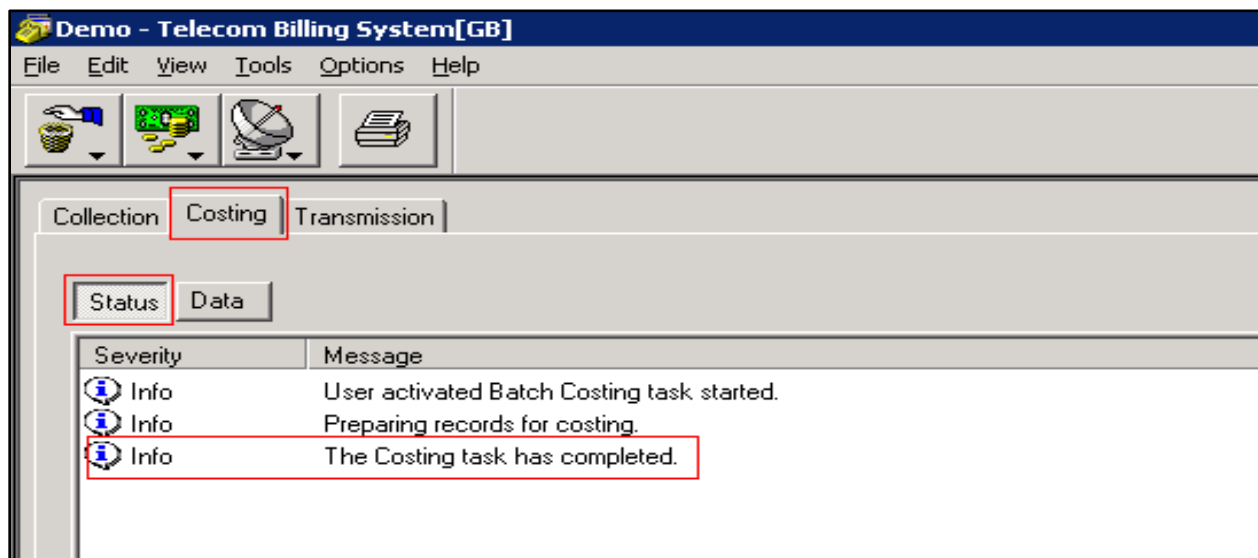 Demo - Telecom Billing System[GB]
File Edit View Tools Options Help
Collection Costing Transmission
Status Data
Severity Message
Info User activated Batch Costing task started.
Info Preparing records for costing.
Info The Costing task has completed.